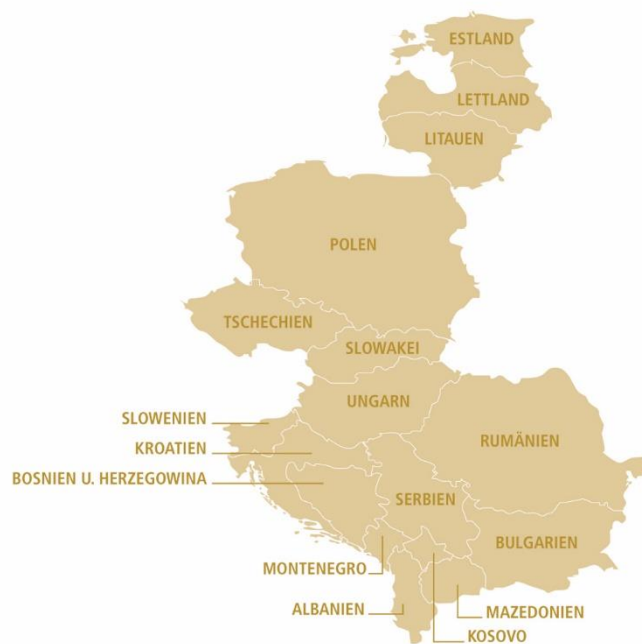 ESTLAND
LETTLAND
LITAUEN
POLEN
TSCHECHIEN
SLOWAKEI
UNGARN
SLOWENIEN
RUMÄNIEN
KROATIEN
BOSNIEN U. HERZEGOWINA
SERBIEN
BULGARIEN
MONTENEGRO
ALBANIEN
MAZEDONIEN
KOSOVO